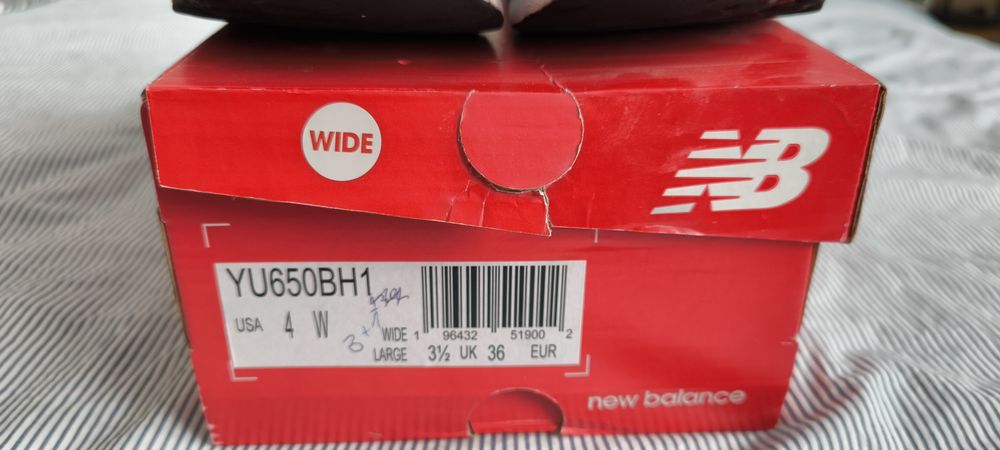 WIDE
NB
YU650BH1
USA 4 W
WIDE
LARGE
1 96432 51900 2
3½ UK 36 EUR
new balance